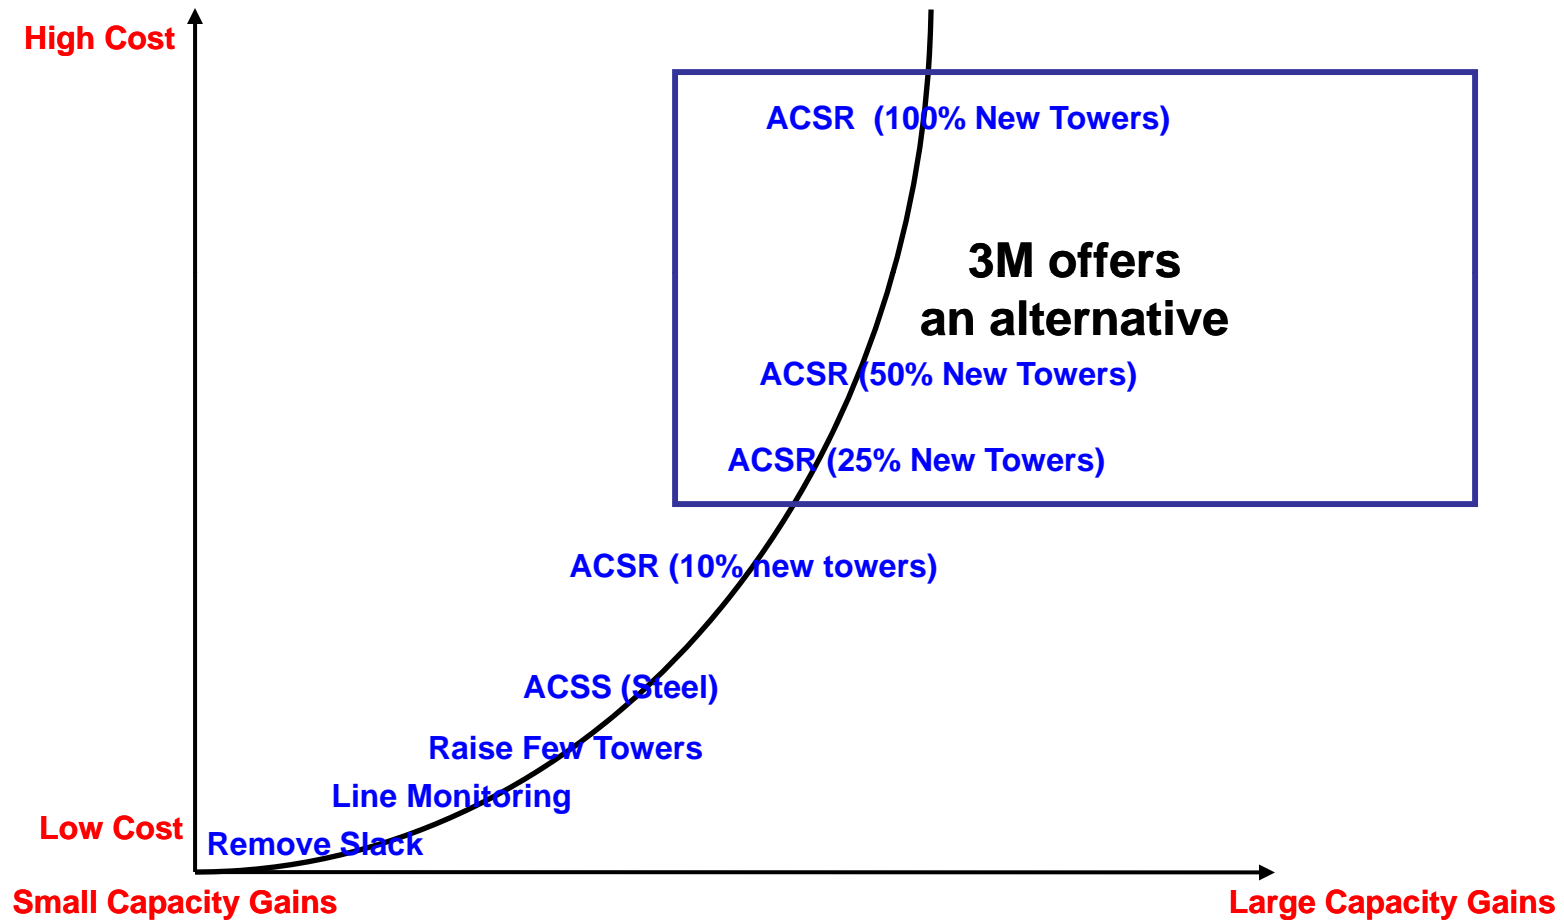 High Cost
ACSR  (100% New Towers)
3M offers
an alternative
ACSR (50% New Towers)
ACSR (25% New Towers)
ACSR (10% new towers)
ACSS (Steel)
Raise Few Towers
Line Monitoring
Low Cost
Remove Slack
Small Capacity Gains
Large Capacity Gains